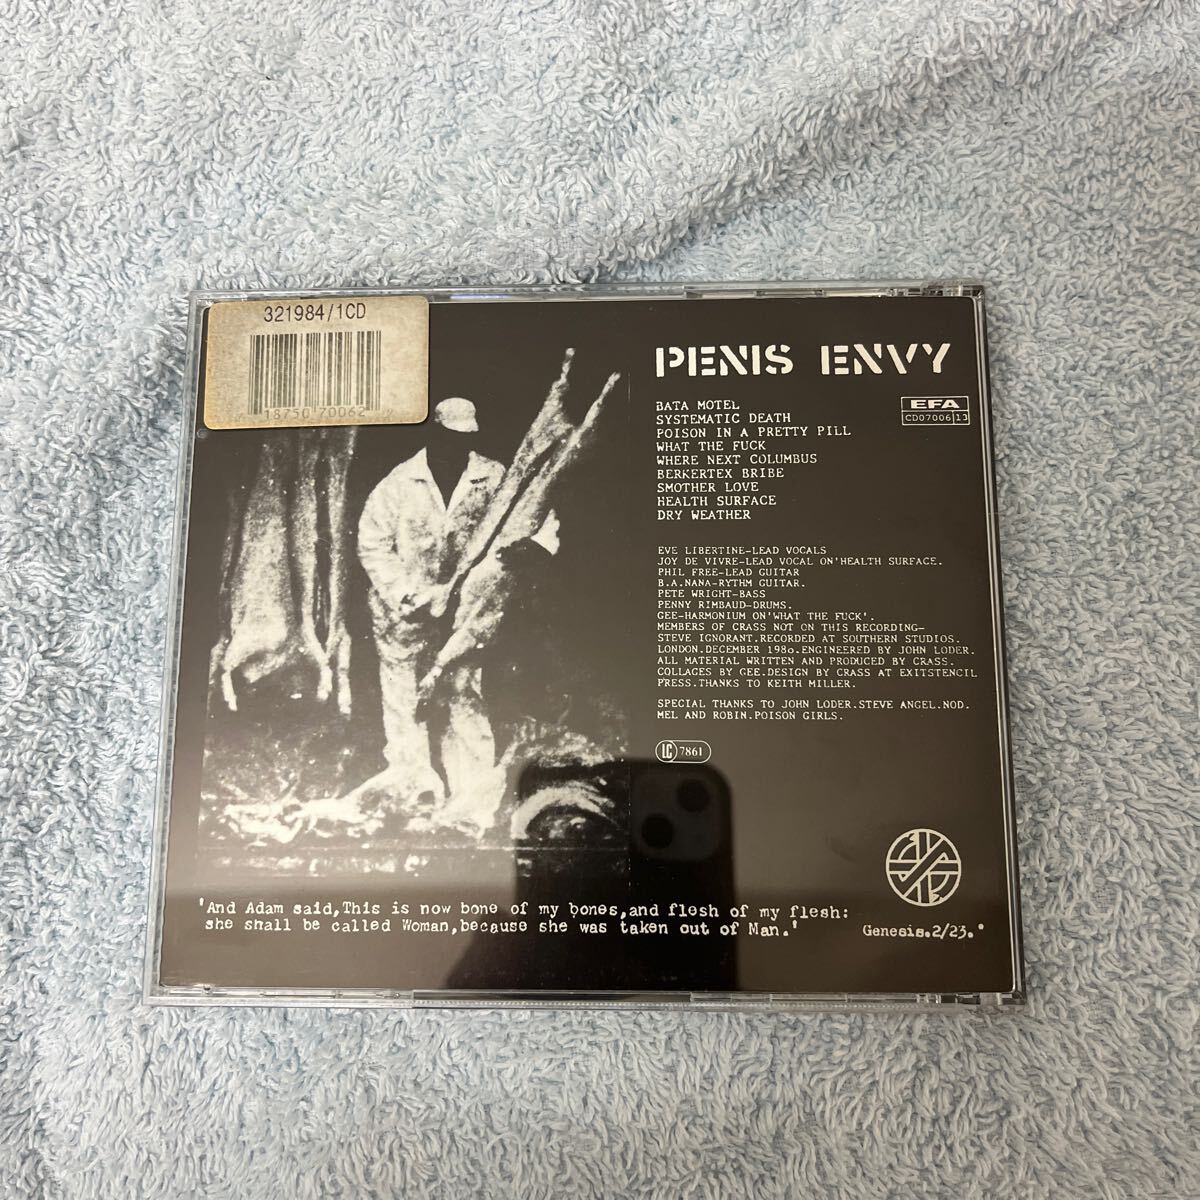 321984/1CD
18750 70062
PENIS ENVY
EFA
CD07006 13
BATA MOTEL
SYSTEMATIC DEATH
POISON IN A PRETTY PILL
WHAT THE FUCK
WHERE NEXT COLUMBUS
BERKERTEX BRIBE
SMOTHER LOVE
HEALTH SURFACE
DRY WEATHER
EVE LIBERTINE-LEAD VOCALS
JOY DE VIVRE-LEAD VOCAL ON'HEALTH SURFACE.
PHIL FREE-LEAD GUITAR
B.A.NANA-RYTHM GUITAR.
PETE WRIGHT-BASS
PENNY RIMBAUD-DRUMS.
GEE-HARMONIUM ON'WHAT THE FUCK'.
MEMBERS OF CRASS NOT ON THIS RECORDING-
STEVE IGNORANT.RECORDED AT SOUTHERN STUDIOS.
LONDON.DECEMBER 198o.ENGINEERED BY JOHN LODER.
ALL MATERIAL WRITTEN AND PRODUCED BY CRASS.
COLLAGES BY GEE.DESIGN BY CRASS AT EXITSTENCIL
PRESS.THANKS TO KEITH MILLER.
SPECIAL THANKS TO JOHN LODER.STEVE ANGEL.NOD.
MEL AND ROBIN.POISON GIRLS.
LC 7861
'And Adam said,This is now bone of my bones,and flesh of my flesh:
she shall be called Woman,because she was taken out of Man.'
Genesis.2/23.'